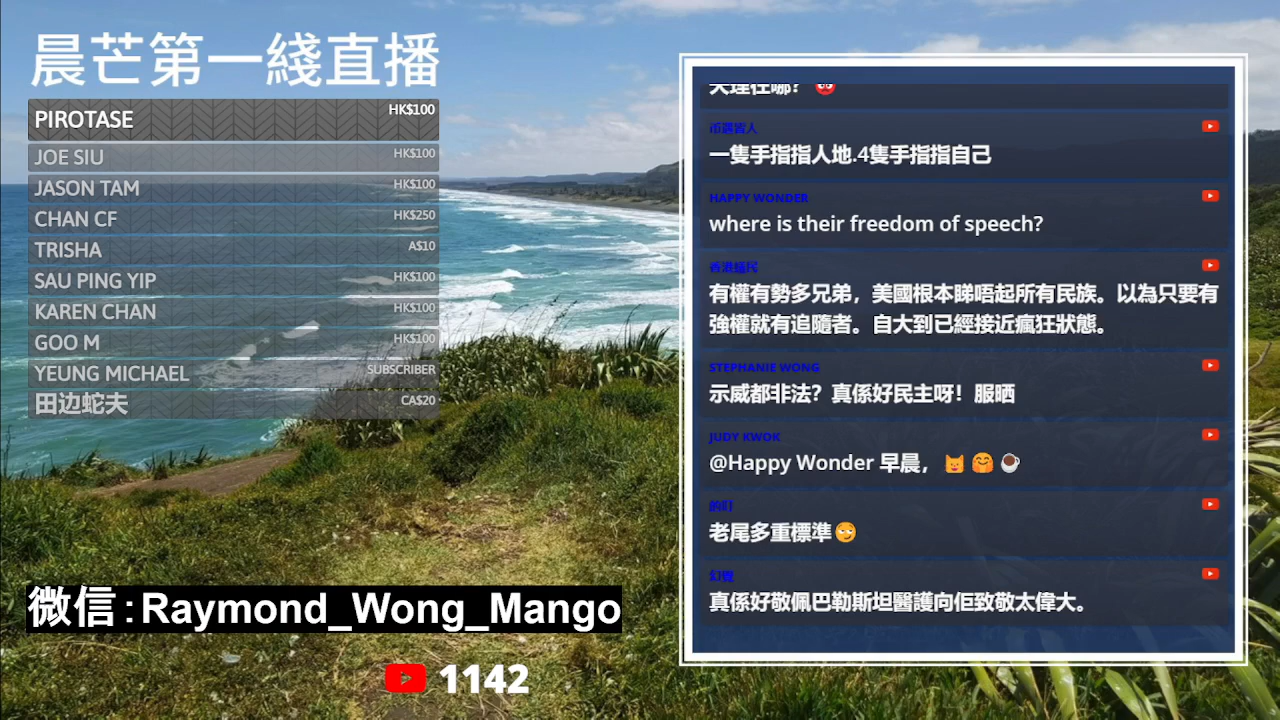 晨芒第一綫直播
PIROTASE HK$100
JOE SIU HK$100
JASON TAM HK$100
CHAN CF HK$250
TRISHA A$10
SAU PING YIP HK$100
KAREN CHAN HK$100
GOO M HK$100
YEUNG MICHAEL SUBSCRIBER
田边蛇夫 CA$20
微信:Raymond_Wong_Mango
1142
一隻手指指人地.4隻手指指自己
HAPPY WONDER
where is their freedom of speech?
有權有勢多兄弟，美國根本睇唔起所有民族。以為只要有
強權就有追隨者。自大到已經接近瘋狂狀態。
STEPHANIE WONG
示威都非法？真係好民主呀！服晒
JUDY KWOK
@Happy Wonder 早晨，😺🤗☕
老尾多重標準🙄
真係好敬佩巴勒斯坦醫護向佢致敬太偉大。